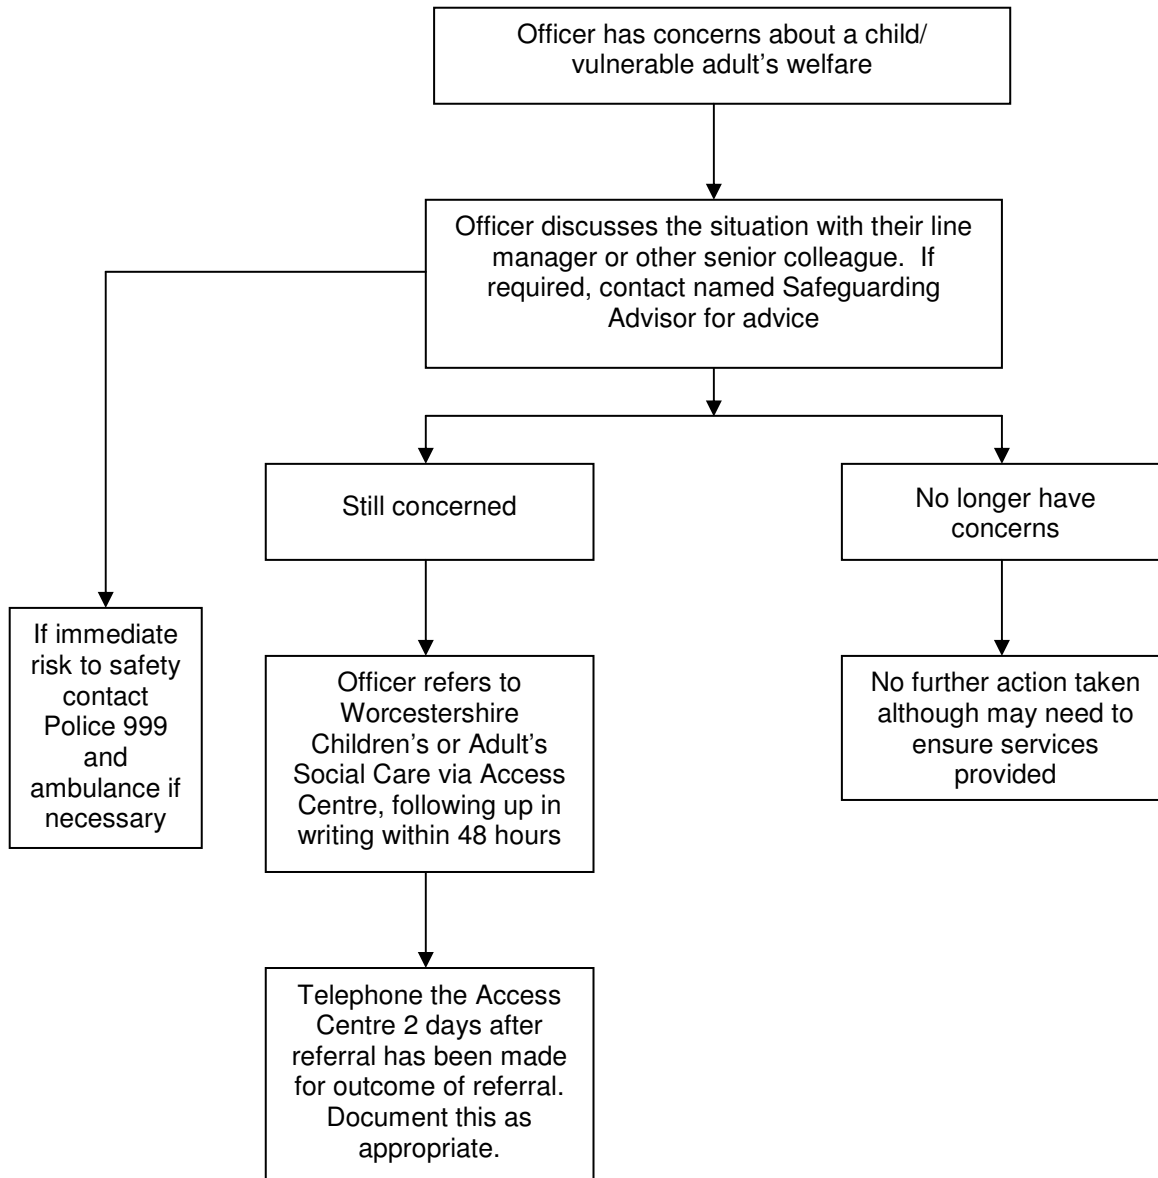 Officer has concerns about a child/
vulnerable adult’s welfare
Officer discusses the situation with their line
manager or other senior colleague.  If
required, contact named Safeguarding
Advisor for advice
Still concerned
No longer have
concerns
If immediate
risk to safety
contact
Police 999
and
ambulance if
necessary
Officer refers to
Worcestershire
Children’s or Adult’s
Social Care via Access
Centre, following up in
writing within 48 hours
No further action taken
although may need to
ensure services
provided
Telephone the Access
Centre 2 days after
referral has been made
for outcome of referral.
Document this as
appropriate.